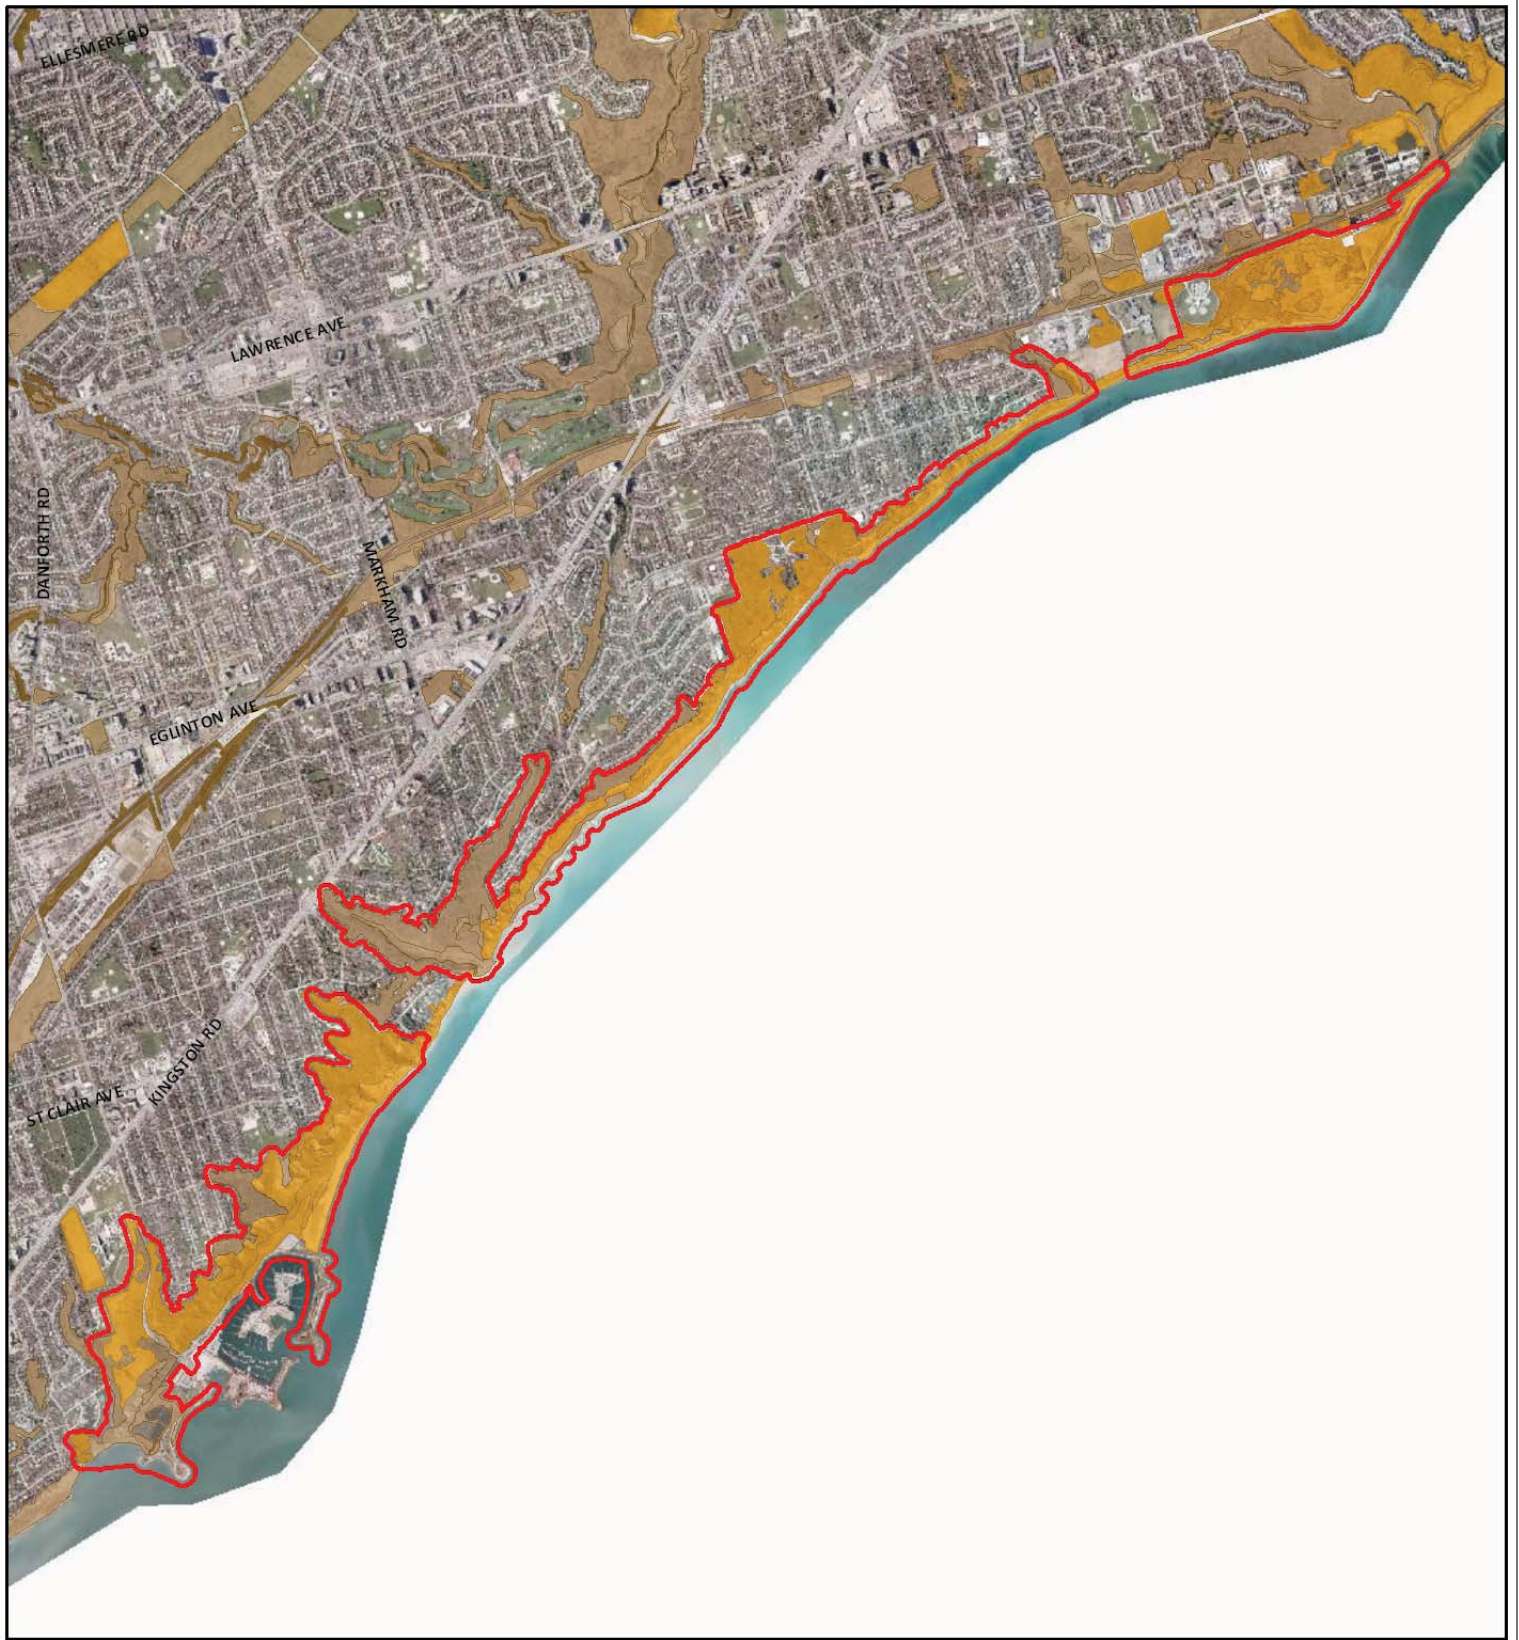 ELLESMERE RD
LAWRENCE AVE
DANFORTH RD
MARKHAM RD
EGLINTON AVE
KINGSTON RD
ST CLAIR AVE